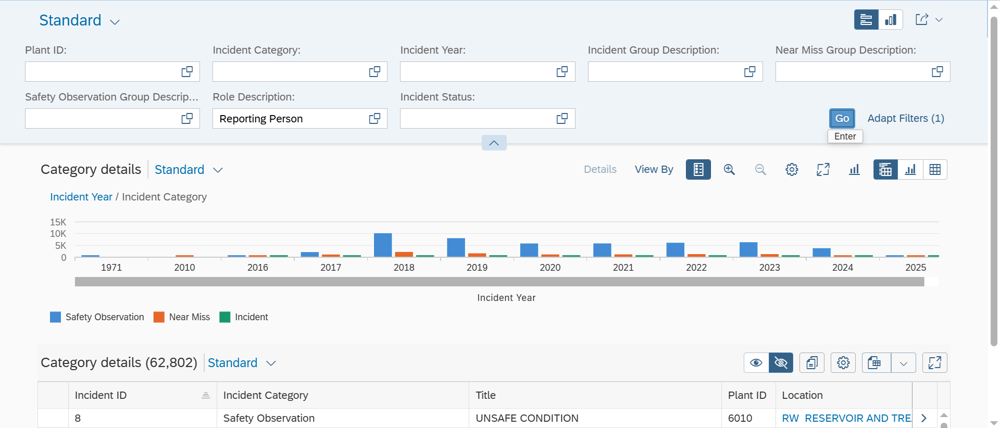 Standard
Plant ID: Incident Category: Incident Year: Incident Group Description: Near Miss Group Description:
Safety Observation Group Descrip... Role Description: Incident Status:
Reporting Person Go Adapt Filters (1)
Enter
Category details Standard Details View By
Incident Year / Incident Category
15K
10K
5K
0
1971 2010 2016 2017 2018 2019 2020 2021 2022 2023 2024 2025
Incident Year
Safety Observation Near Miss Incident
Category details (62,802) Standard
Incident ID Incident Category Title Plant ID Location
8 Safety Observation UNSAFE CONDITION 6010 RW RESERVOIR AND TRE